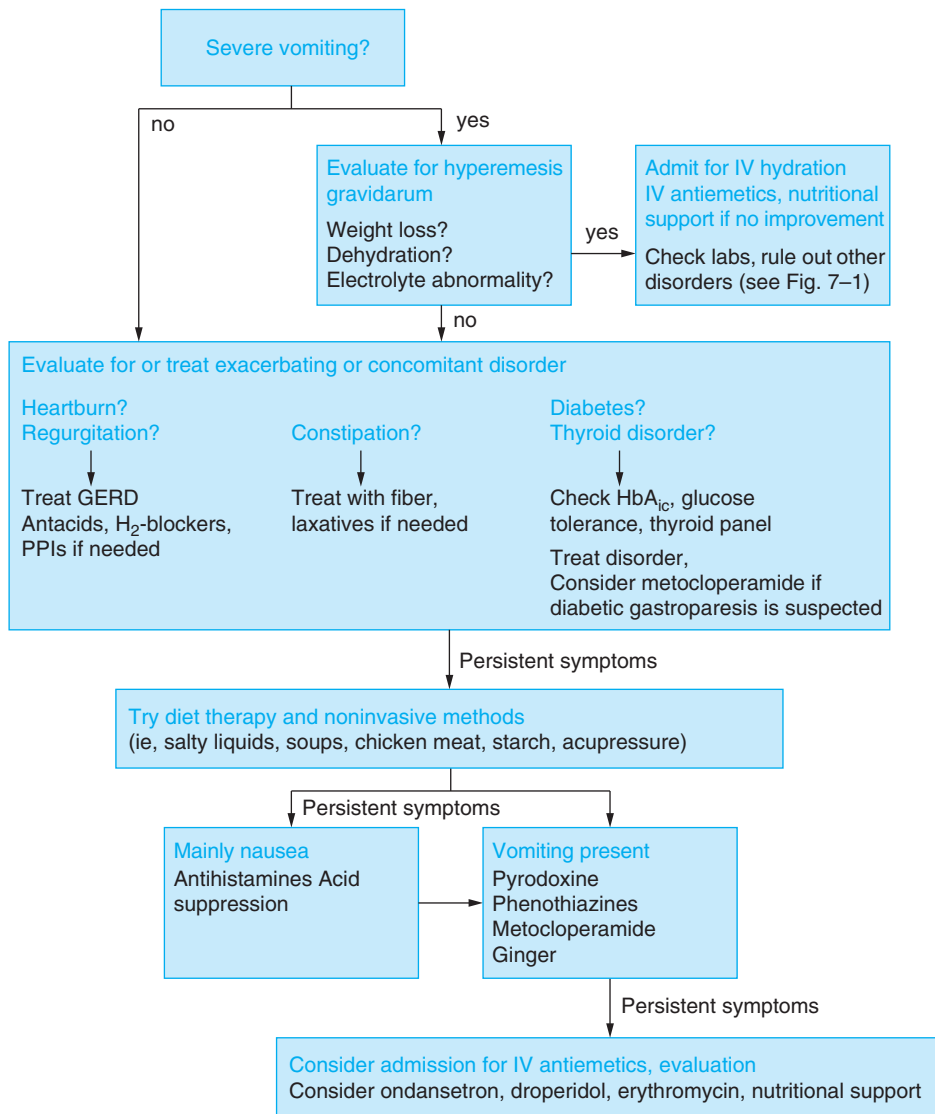 Severe vomiting?
no
yes
Evaluate for hyperemesis
gravidarum
Weight loss?
Dehydration?
Electrolyte abnormality?
yes
Admit for IV hydration
IV antiemetics, nutritional
support if no improvement
Check labs, rule out other
disorders (see Fig. 7–1)
no
Evaluate for or treat exacerbating or concomitant disorder
Heartburn?
Regurgitation?
Treat GERD
Antacids, H2-blockers,
PPIs if needed
Constipation?
Treat with fiber,
laxatives if needed
Diabetes?
Thyroid disorder?
Check HbAic, glucose
tolerance, thyroid panel
Treat disorder,
Consider metocloperamide if
diabetic gastroparesis is suspected
Persistent symptoms
Try diet therapy and noninvasive methods
(ie, salty liquids, soups, chicken meat, starch, acupressure)
Persistent symptoms
Mainly nausea
Antihistamines Acid
suppression
Vomiting present
Pyrodoxine
Phenothiazines
Metocloperamide
Ginger
Persistent symptoms
Consider admission for IV antiemetics, evaluation
Consider ondansetron, droperidol, erythromycin, nutritional support